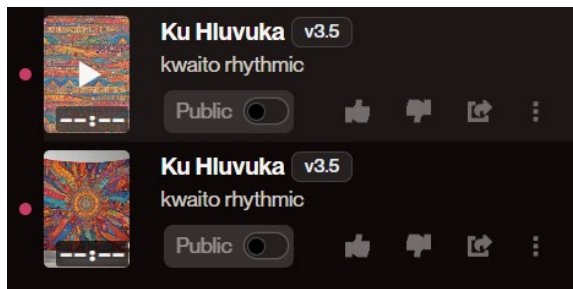 Ku Hluvuka v3.5
kwaito rhythmic
--:--
Public
Ku Hluvuka v3.5
kwaito rhythmic
--:--
Public